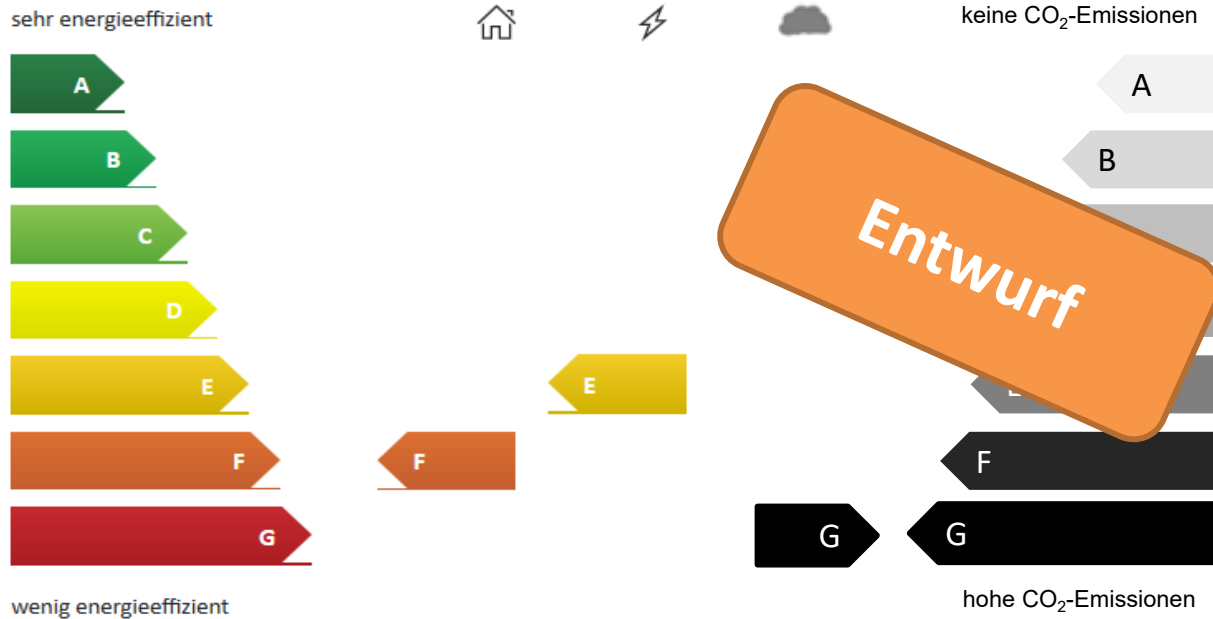 sehr energieeffizient
keine CO₂-Emissionen
A
A
B
B
C
Entwurf
D
E
E
F
F
F
G
G
G
wenig energieeffizient
hohe CO₂-Emissionen